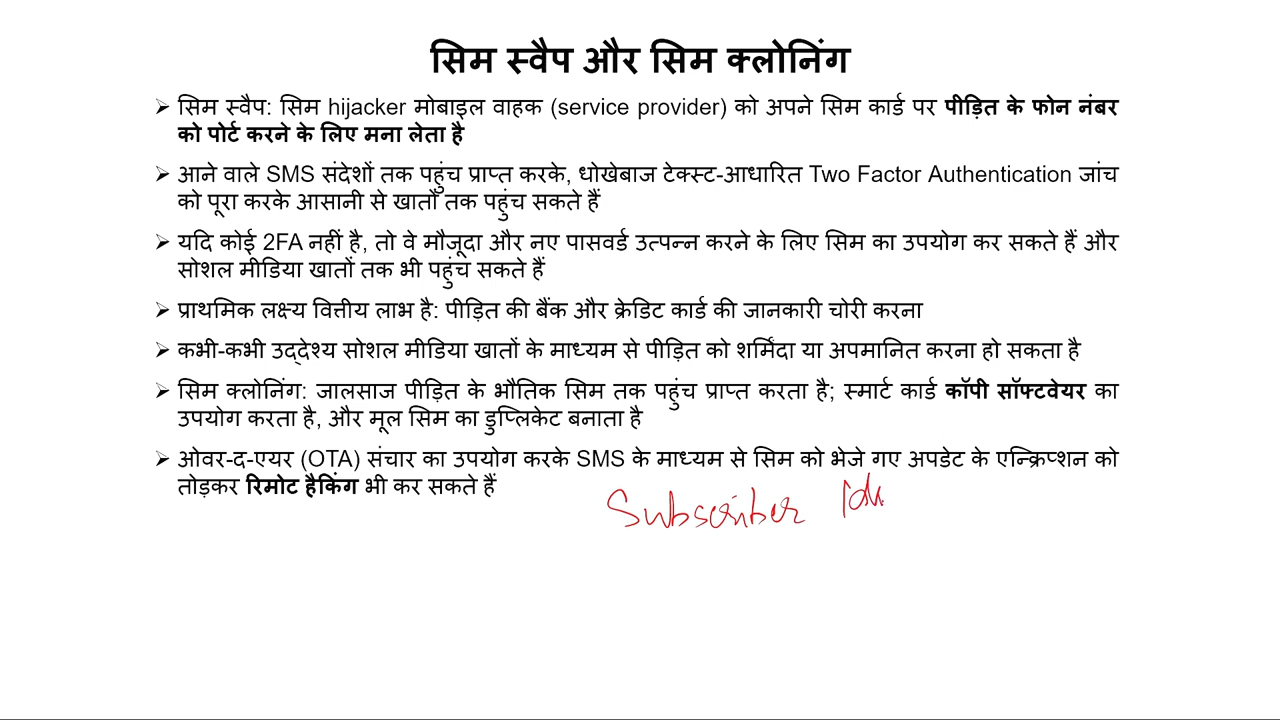 सिम स्वैप और सिम क्लोनिंग
➢ सिम स्वैप: सिम hijacker मोबाइल वाहक (service provider) को अपने सिम कार्ड पर पीड़ित के फोन नंबर
को पोर्ट करने के लिए मना लेता है
➢ आने वाले SMS संदेशों तक पहुंच प्राप्त करके, धोखेबाज टेक्स्ट-आधारित Two Factor Authentication जांच
को पूरा करके आसानी से खातों तक पहुंच सकते हैं
➢ यदि कोई 2FA नहीं है, तो वे मौजूदा और नए पासवर्ड उत्पन्न करने के लिए सिम का उपयोग कर सकते हैं और
सोशल मीडिया खातों तक भी पहुंच सकते हैं
➢ प्राथमिक लक्ष्य वित्तीय लाभ है: पीड़ित की बैंक और क्रेडिट कार्ड की जानकारी चोरी करना
➢ कभी-कभी उद्देश्य सोशल मीडिया खातों के माध्यम से पीड़ित को शर्मिंदा या अपमानित करना हो सकता है
➢ सिम क्लोनिंग: जालसाज पीड़ित के भौतिक सिम तक पहुंच प्राप्त करता है; स्मार्ट कार्ड कॉपी सॉफ्टवेयर का
उपयोग करता है, और मूल सिम का डुप्लिकेट बनाता है
➢ ओवर-द-एयर (OTA) संचार का उपयोग करके SMS के माध्यम से सिम को भेजे गए अपडेट के एन्क्रिप्शन को
तोड़कर रिमोट हैकिंग भी कर सकते हैं
Subscriber